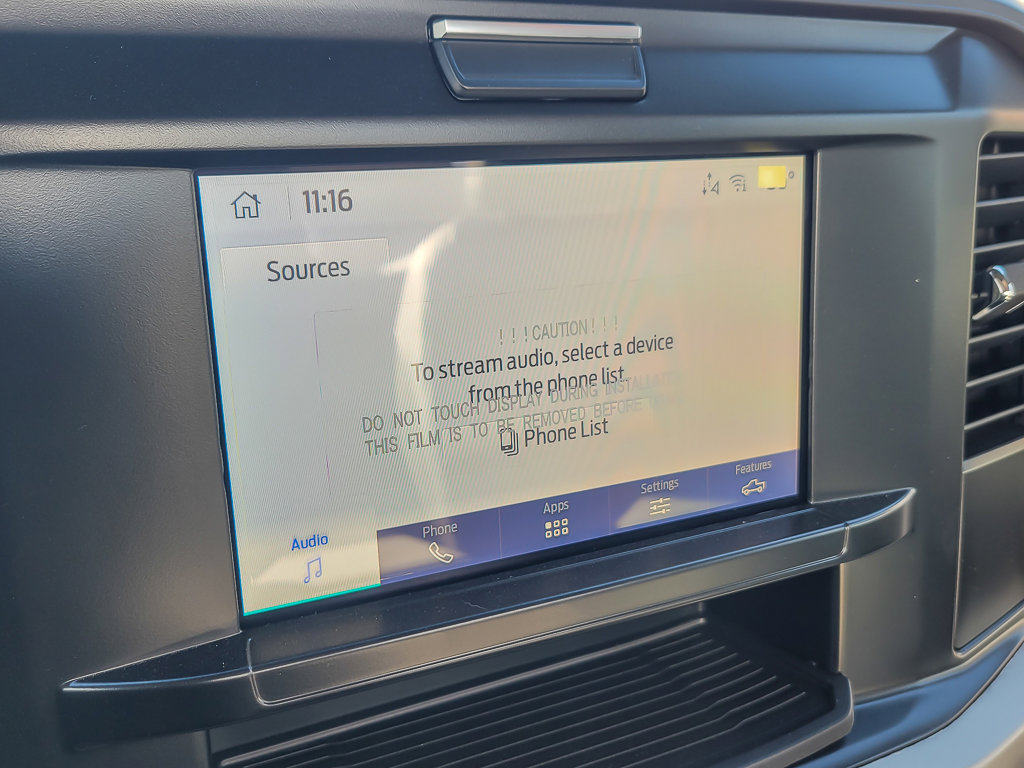 11:16
Sources
! ! ! CAUTION ! ! !
To stream audio, select a device
from the phone list.
DO NOT TOUCH DISPLAY DURING
THIS FILM IS TO BE REMOVED BEFORE
Phone List
Audio
Phone
Apps
Settings
Features